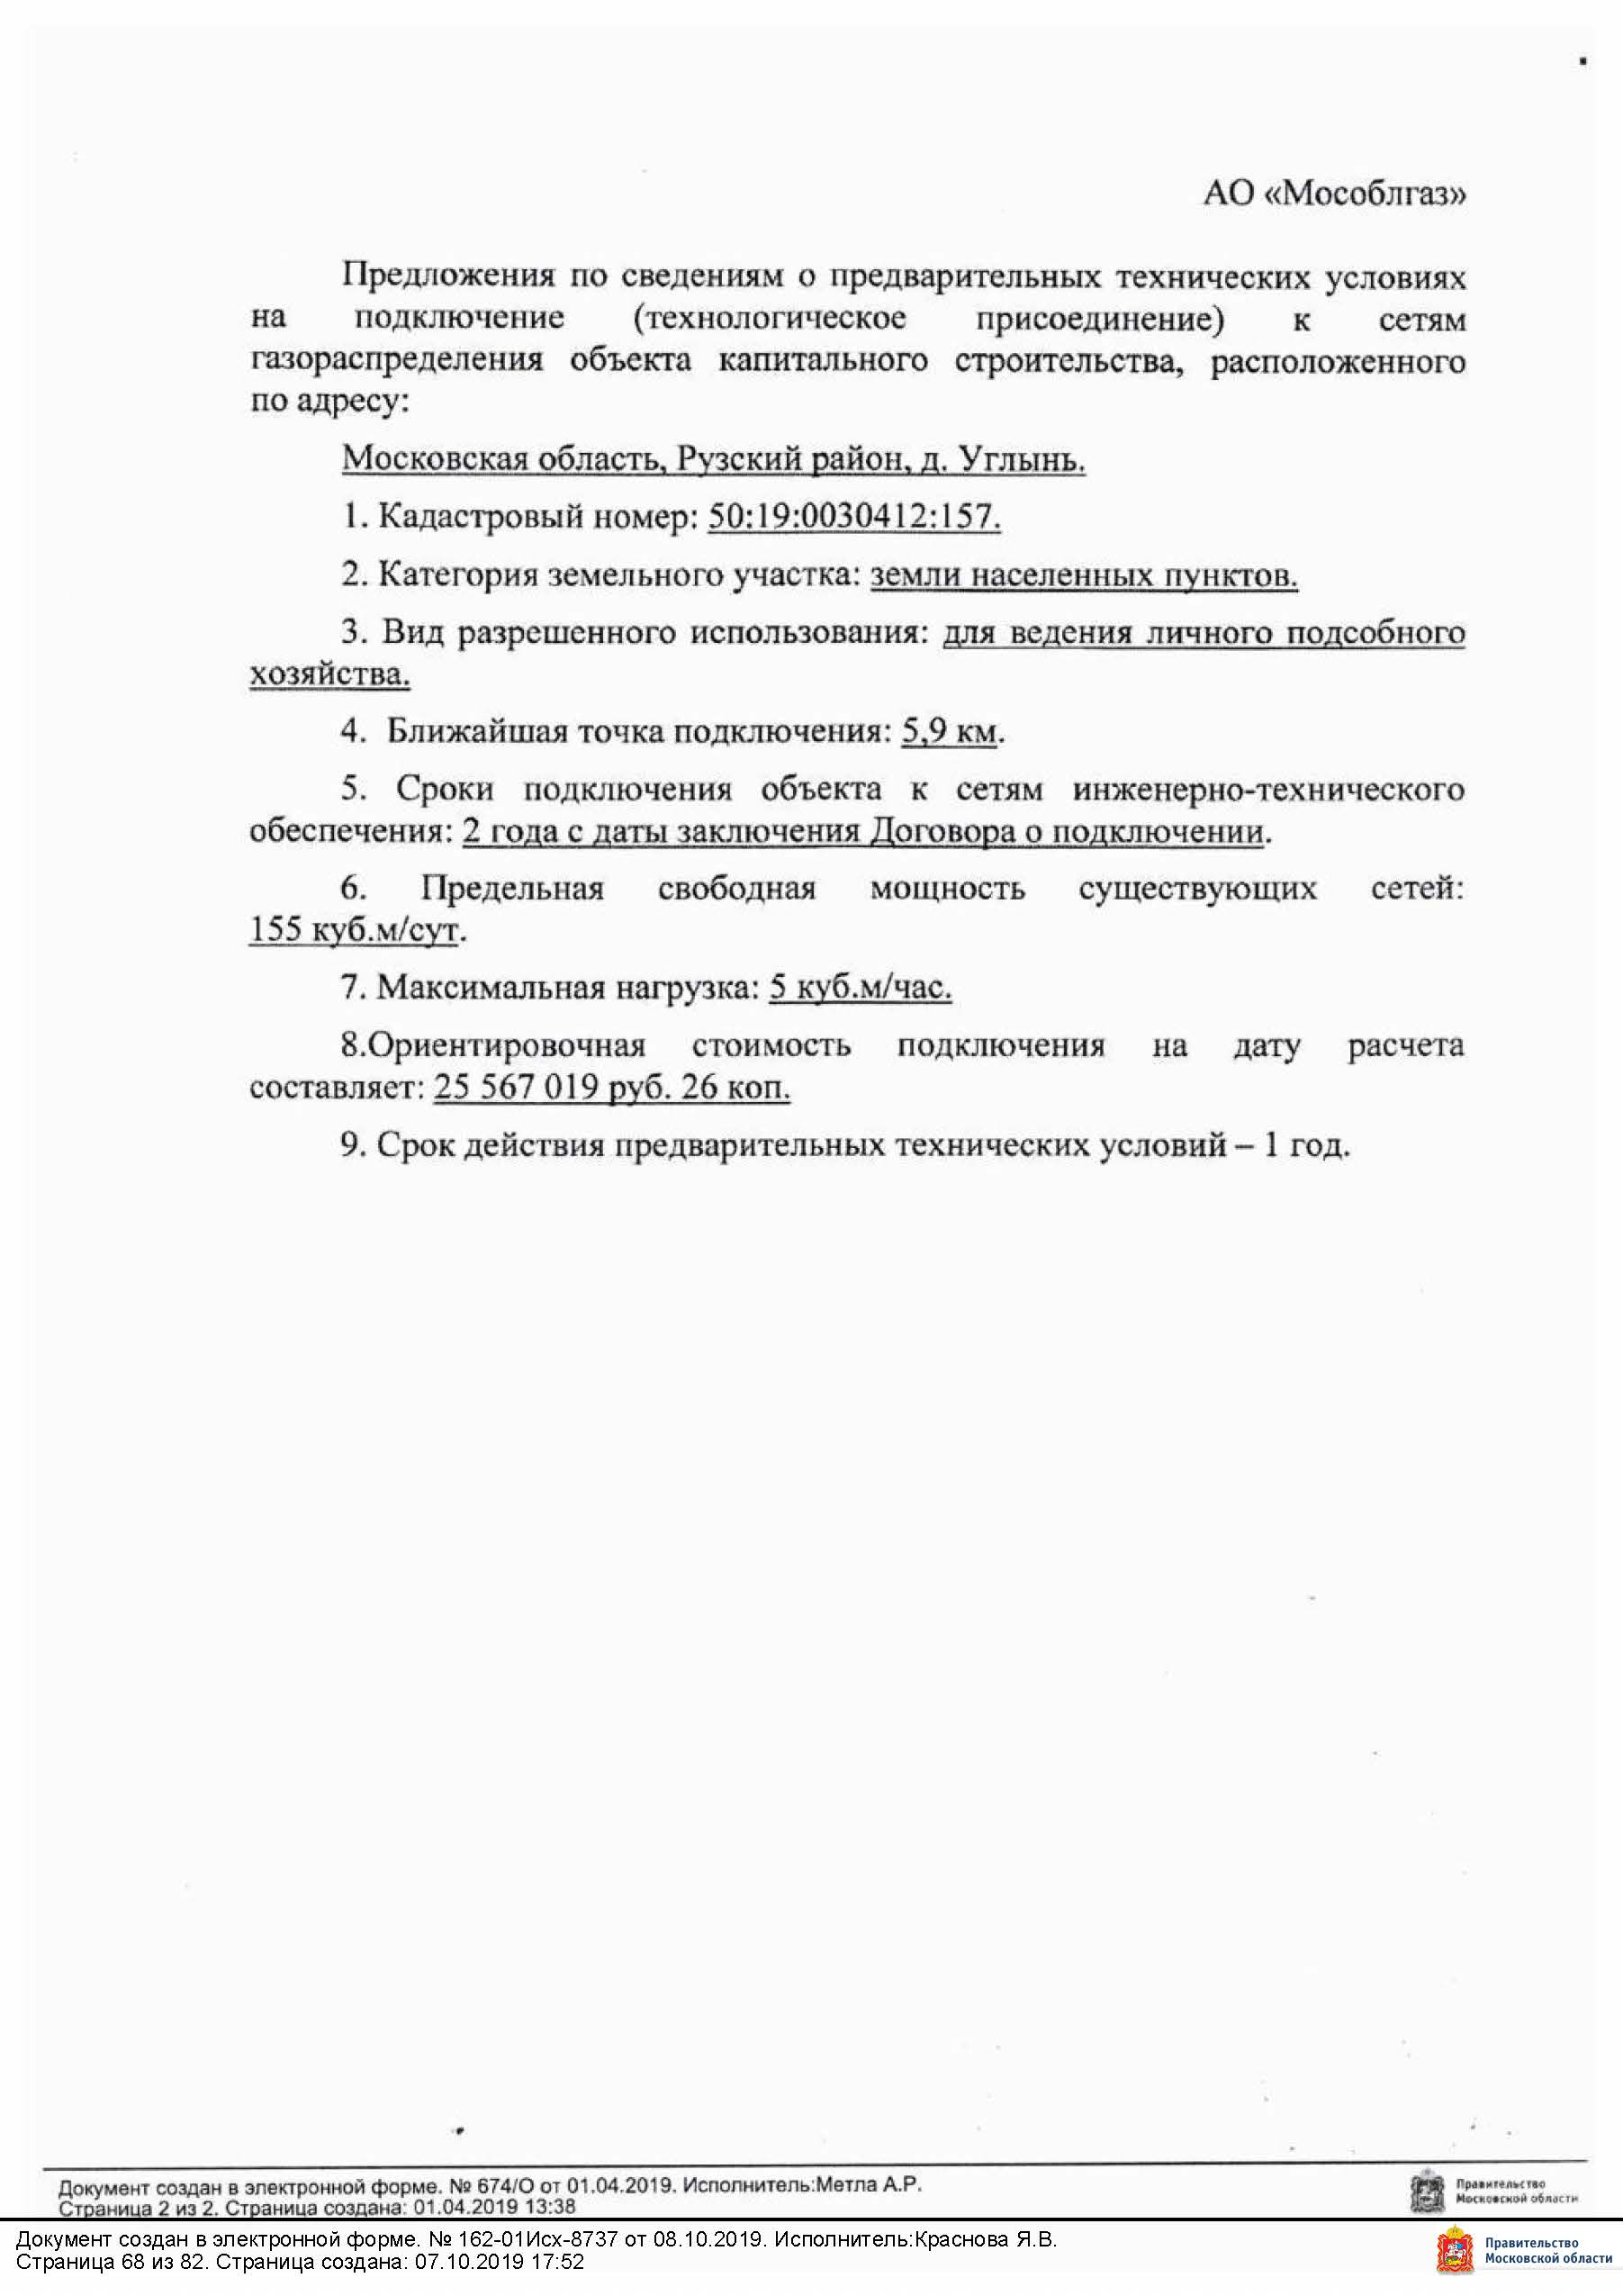 АО «Мособлгаз»
Предложения по сведениям о предварительных технических условиях
на подключение (технологическое присоединение) к сетям
газораспределения объекта капитального строительства, расположенного
по адресу:
Московская область, Рузский район, д. Углынь.
1. Кадастровый номер: 50:19:0030412:157.
2. Категория земельного участка: земли населенных пунктов.
3. Вид разрешенного использования: для ведения личного подсобного
хозяйства.
4. Ближайшая точка подключения: 5,9 км.
5. Сроки подключения объекта к сетям инженерно-технического
обеспечения: 2 года с даты заключения Договора о подключении.
6. Предельная свободная мощность существующих сетей:
155 куб.м/сут.
7. Максимальная нагрузка: 5 куб.м/час.
8.Ориентировочная стоимость подключения на дату расчета
составляет: 25 567 019 руб. 26 коп.
9. Срок действия предварительных технических условий – 1 год.
Документ создан в электронной форме. № 674/О от 01.04.2019. Исполнитель:Метла А.Р.
Страница 2 из 2. Страница создана: 01.04.2019 13:38
Правительство
Московской области
Документ создан в электронной форме. № 162-01Исх-8737 от 08.10.2019. Исполнитель:Краснова Я.В.
Страница 68 из 82. Страница создана: 07.10.2019 17:52
Правительство
Московской области